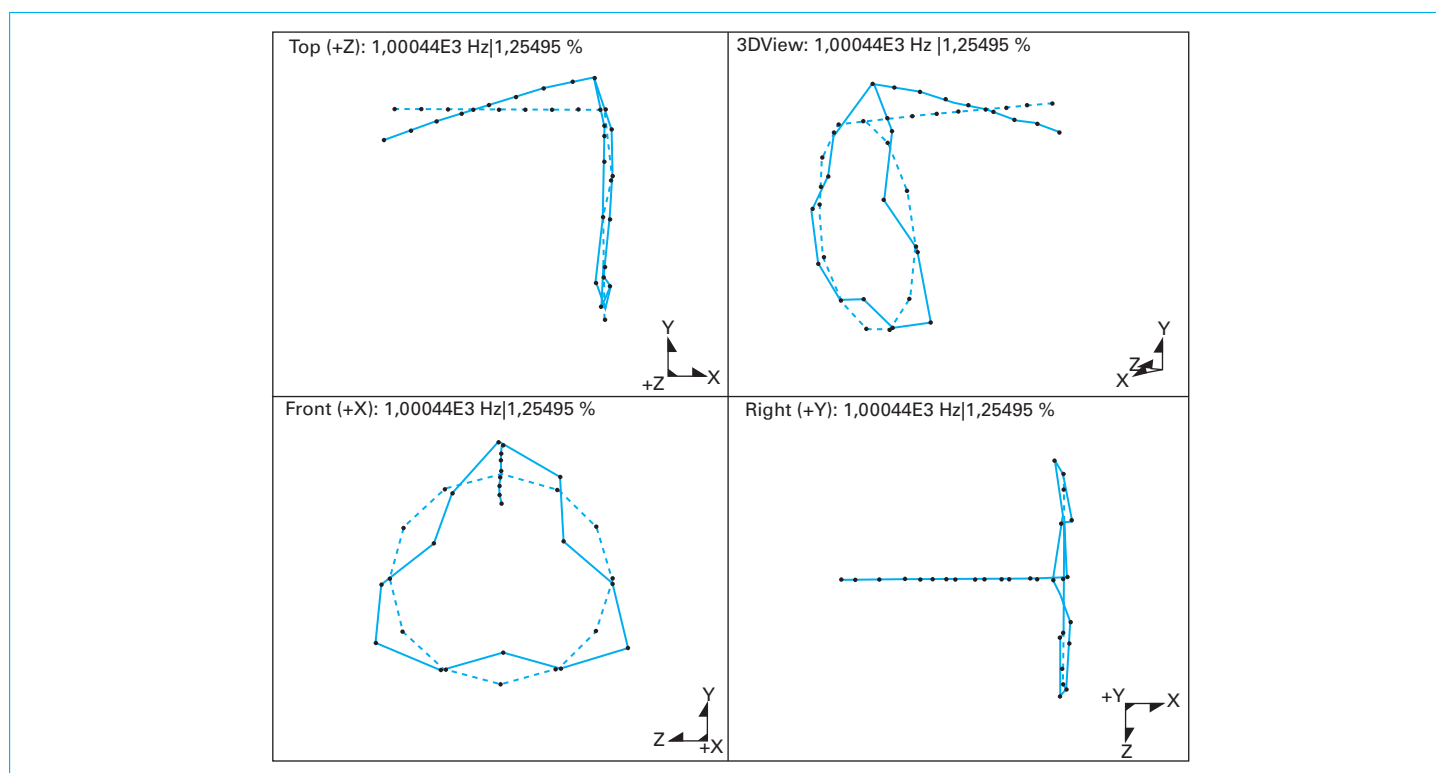 Top (+Z): 1,00044E3 Hz|1,25495 %
Y
+Z X
3DView: 1,00044E3 Hz |1,25495 %
Y
Z
X
Front (+X): 1,00044E3 Hz|1,25495 %
Y
Z +X
Right (+Y): 1,00044E3 Hz|1,25495 %
+Y X
Z